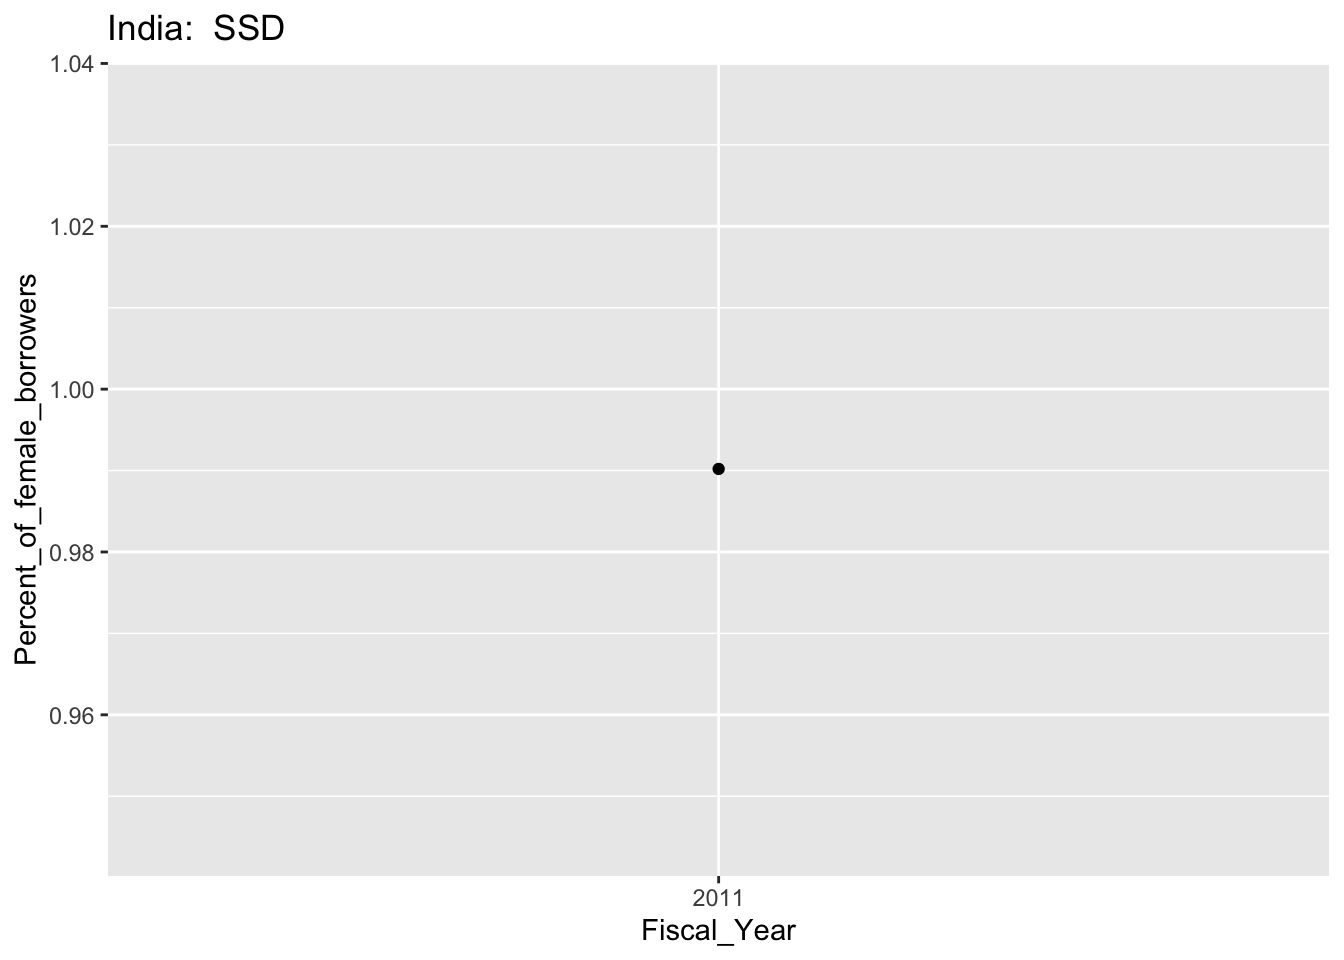 India:  SSD
1.04
1.02
1.00
0.98
0.96
Percent_of_female_borrowers
2011
Fiscal_Year